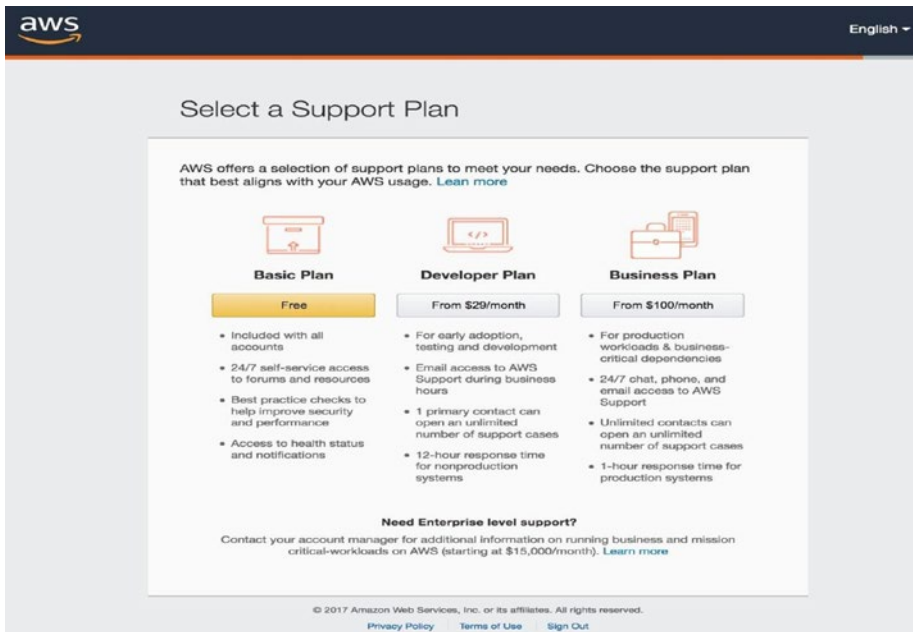 aws
English
Select a Support Plan
AWS offers a selection of support plans to meet your needs. Choose the support plan
that best aligns with your AWS usage. Lean more
</>
Basic Plan
Free
• Included with all
accounts
• 24/7 self-service access
to forums and resources
• Best practice checks to
help improve security
and performance
• Access to health status
and notifications
Developer Plan
From $29/month
• For early adoption,
testing and development
• Email access to AWS
Support during business
hours
• 1 primary contact can
open an unlimited
number of support cases
• 12-hour response time
for nonproduction
systems
Business Plan
From $100/month
• For production
workloads & business-
critical dependencies
• 24/7 chat, phone, and
email access to AWS
Support
• Unlimited contacts can
open an unlimited
number of support cases
• 1-hour response time for
production systems
Need Enterprise level support?
Contact your account manager for additional information on running business and mission
critical-workloads on AWS (starting at $15,000/month). Learn more
© 2017 Amazon Web Services, Inc. or its affiliates. All rights reserved.
Privacy Policy Terms of Use Sign Out